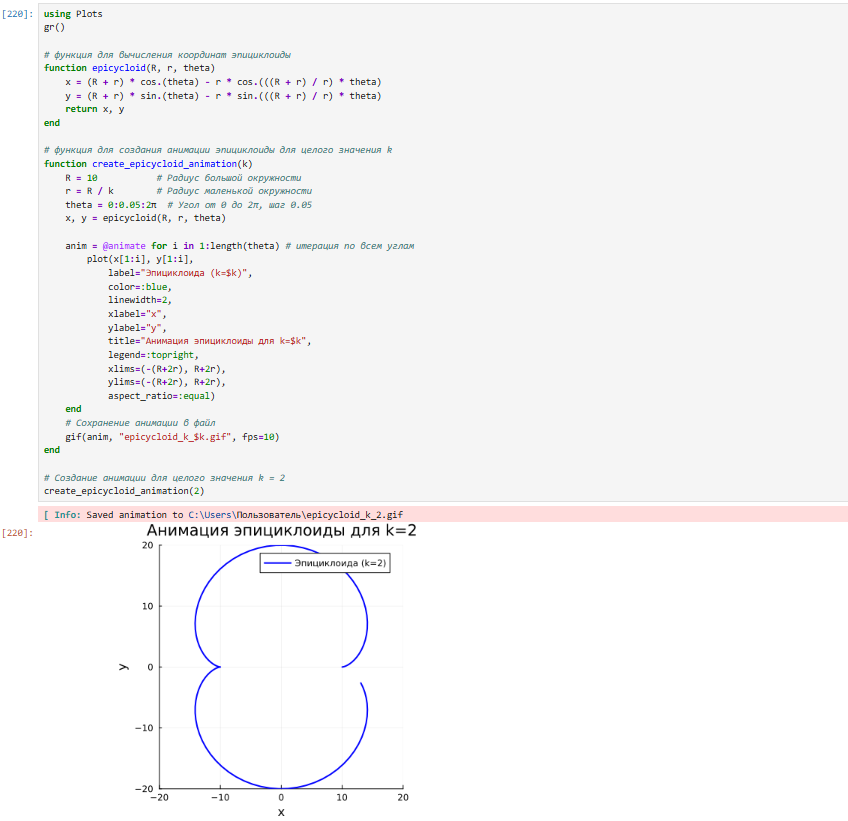 [220]:
using Plots
gr()
# функция для вычисления координат эпициклоиды
function epicycloid(R, r, theta)
    x = (R + r) * cos.(theta) - r * cos.(((R + r) / r) * theta)
    y = (R + r) * sin.(theta) - r * sin.(((R + r) / r) * theta)
    return x, y
end
# функция для создания анимации эпициклоиды для целого значения k
function create_epicycloid_animation(k)
    R = 10           # Радиус большой окружности
    r = R / k        # Радиус маленькой окружности
    theta = 0:0.05:2π  # Угол от 0 до 2π, шаг 0.05
    x, y = epicycloid(R, r, theta)
    anim = @animate for i in 1:length(theta) # итерация по всем углам
        plot(x[1:i], y[1:i],
            label="Эпициклоида (k=$k)",
            color=:blue,
            linewidth=2,
            xlabel="x",
            ylabel="y",
            title="Анимация эпициклоиды для k=$k",
            legend=:topright,
            xlims=(-(R+2r), R+2r),
            ylims=(-(R+2r), R+2r),
            aspect_ratio=:equal)
    end
    # Сохранение анимации в файл
    gif(anim, "epicycloid_k_$k.gif", fps=10)
end
# Создание анимации для целого значения k = 2
create_epicycloid_animation(2)
[ Info: Saved animation to C:\Users\Пользователь\epicycloid_k_2.gif
[220]:
Анимация эпициклоиды для k=2
Эпициклоида (k=2)
20
10
0
−10
−20
y
−20 −10 0 10 20
x